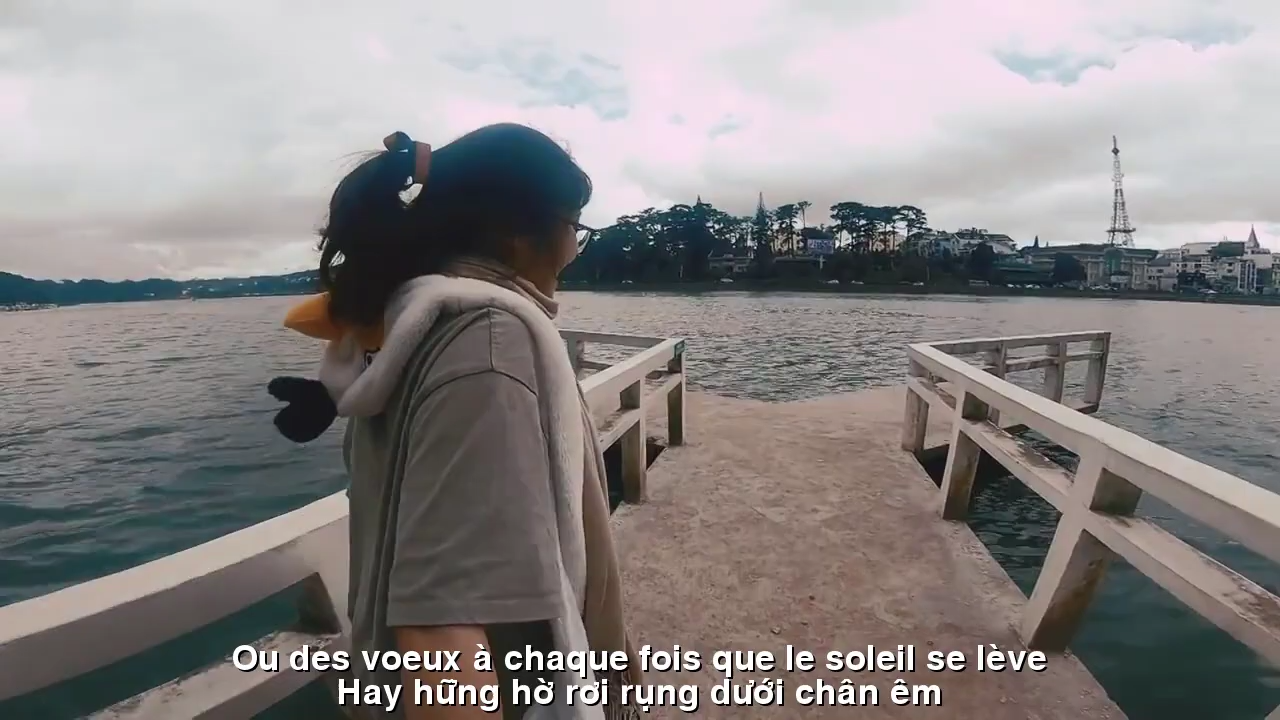 Ou des voeux à chaque fois que le soleil se lève
Hay hững hờ rơi rụng dưới chân êm